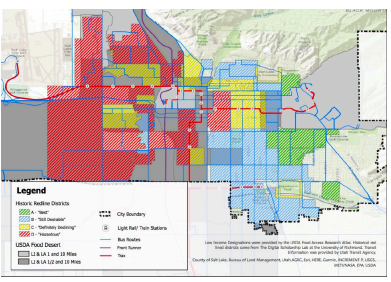 Legend
Historic Redline Districts
A - "Best"
B - "Still Desirable"
C - "Definitely Declining"
D - "Hazardous"
USDA Food Desert
LI & LA 1 and 10 Miles
LI & LA 1/2 and 10 Miles
City Boundary
Light Rail/ Train Stations
Bus Routes
Front Runner
Trax
Low Income Designations were provided by the USDA Food Access Research Atlas. Historical red
lined districts come from The Digital Scholarship Lab at the University of Richmond. Transit
Information was provided by Utah Transit Agency.
County of Salt Lake, Bureau of Land Management, Utah AGRC, Esri, HERE, Garmin, INCREMENT P, USGS,
METI/NASA, EPA, USDA